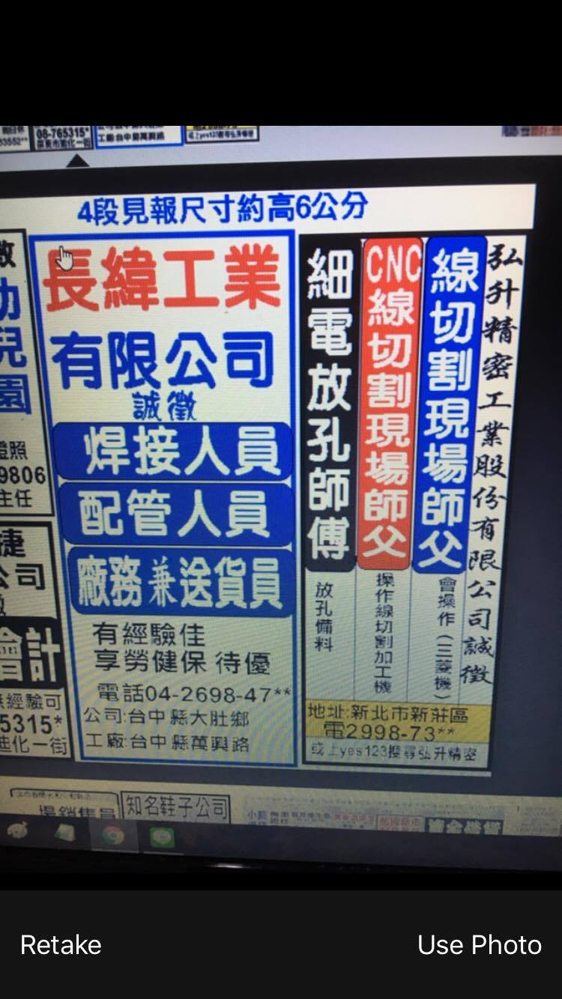 08-765315*
工廠:台中縣萬興路
4段見報尺寸約高6公分
長緯工業
有限公司
誠徵
焊接人員
配管人員
廠務兼送貨員
有經驗佳
享勞健保 待優
電話04-2698-47**
公司:台中縣大肚鄉
工廠:台中縣萬興路
弘升精密工業股份有限公司誠徵
線切割現場師父
會操作(三菱機)
CNC線切割現場師父
操作線切割加工機
細電放孔師傅
放孔備料
地址:新北市新莊區
電2998-73**
或上yes123搜尋弘升精密
幼兒園
證照
9806
主任
捷
公司
會計
無經驗可
5315*
迪化一街
知名鞋子公司
Retake
Use Photo